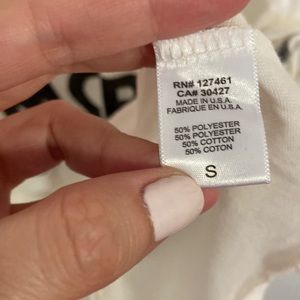 RN# 127461
CA# 30427
MADE IN U.S.A.
FABRIQUE EN U.S.A.
50% POLYESTER
50% POLYESTER
50% COTTON
50% COTON
S